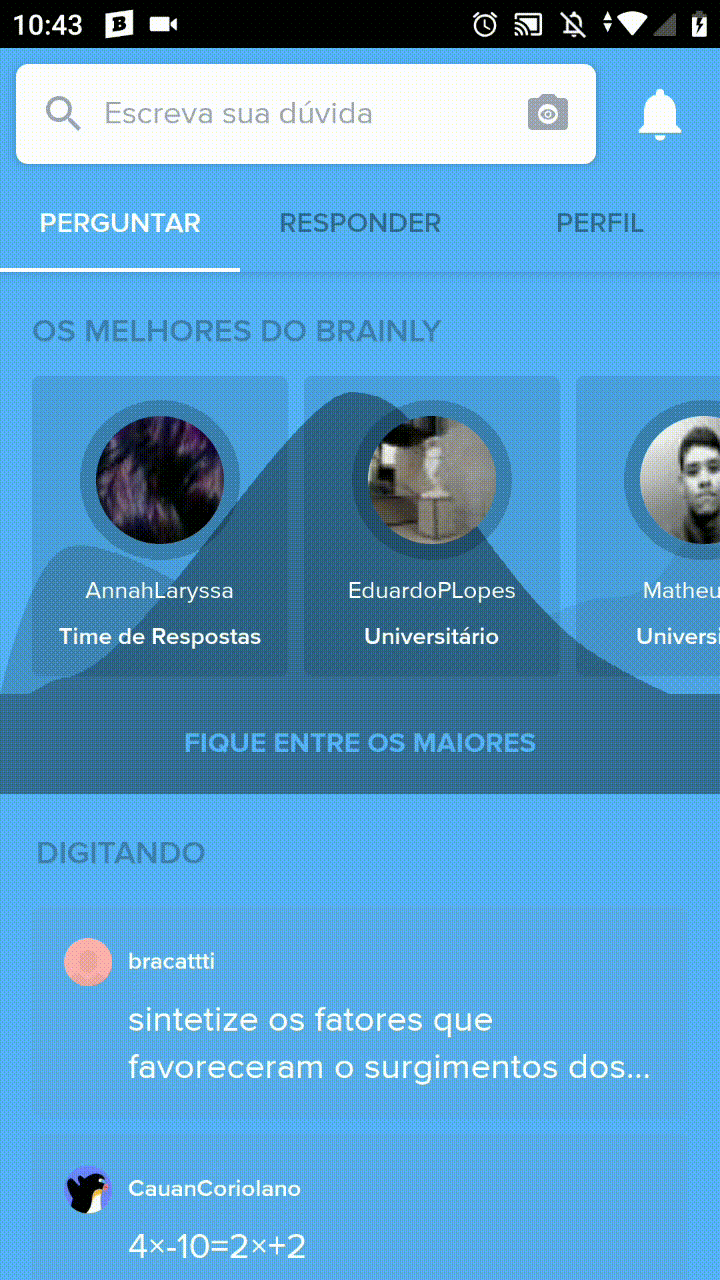 10:43
B
Escreva sua dúvida
PERGUNTAR RESPONDER PERFIL
OS MELHORES DO BRAINLY
AnnahLaryssa EduardoPLopes Matheu
Time de Respostas Universitário Universi
FIQUE ENTRE OS MAIORES
DIGITANDO
bracattti
sintetize os fatores que
favoreceram o surgimentos dos...
CauanCoriolano
4×-10=2×+2